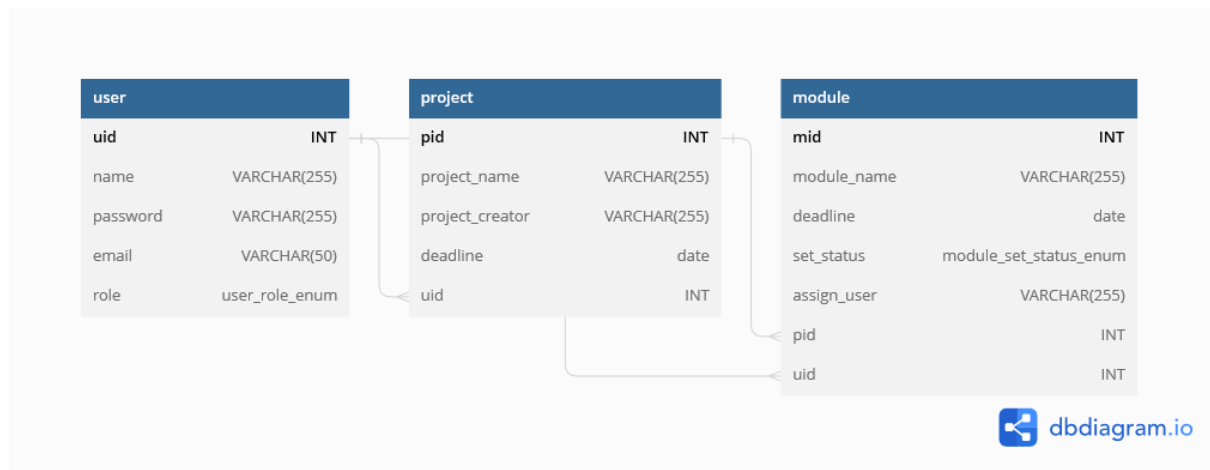 user
uid INT
name VARCHAR(255)
password VARCHAR(255)
email VARCHAR(50)
role user_role_enum
project
pid INT
project_name VARCHAR(255)
project_creator VARCHAR(255)
deadline date
uid INT
module
mid INT
module_name VARCHAR(255)
deadline date
set_status module_set_status_enum
assign_user VARCHAR(255)
pid INT
uid INT
dbdiagram.io